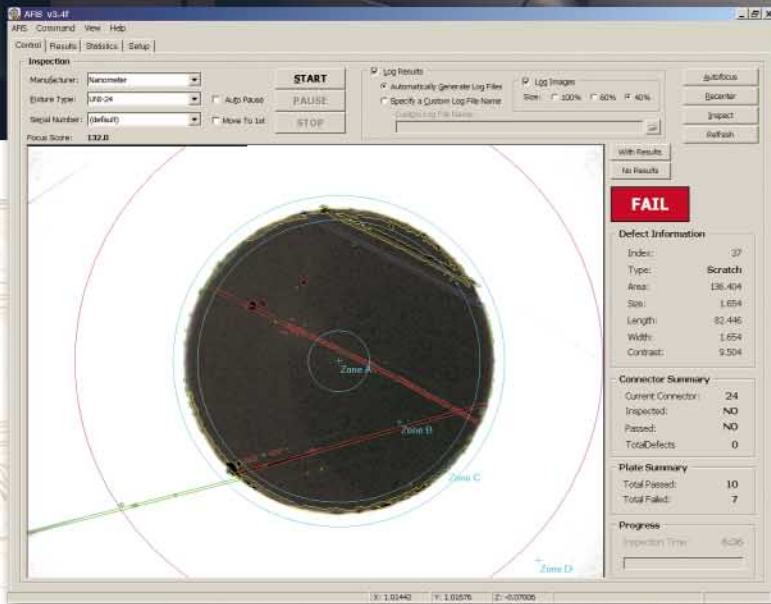 AFIS v3.4f
AFIS Command View Help
Control Results Statistics Setup
Inspection
Manufacturer: Nanometer
Fixture Type: UNI-24
Serial Number: (default)
Focus Score: 132.0
Auto Pause
Move To 1st
START
PAUSE
STOP
Log Results
Automatically Generate Log Files
Specify a Custom Log File Name
Custom Log File Name
Log Images
Size: 100% 60% 40%
Autofocus
Recenter
Inspect
Refresh
With Results
No Results
FAIL
Defect Information
Index: 37
Type: Scratch
Area: 136.404
Size: 1.654
Length: 82.446
Width: 1.654
Contrast: 9.504
Connector Summary
Current Connector: 24
Inspected: NO
Passed: NO
TotalDefects 0
Plate Summary
Total Passed: 10
Total Failed: 7
Progress
Inspection Time: 6:36
Zone A
Zone B
Zone C
Zone D
X: 1.01442 Y: 1.01676 Z: -0.07006